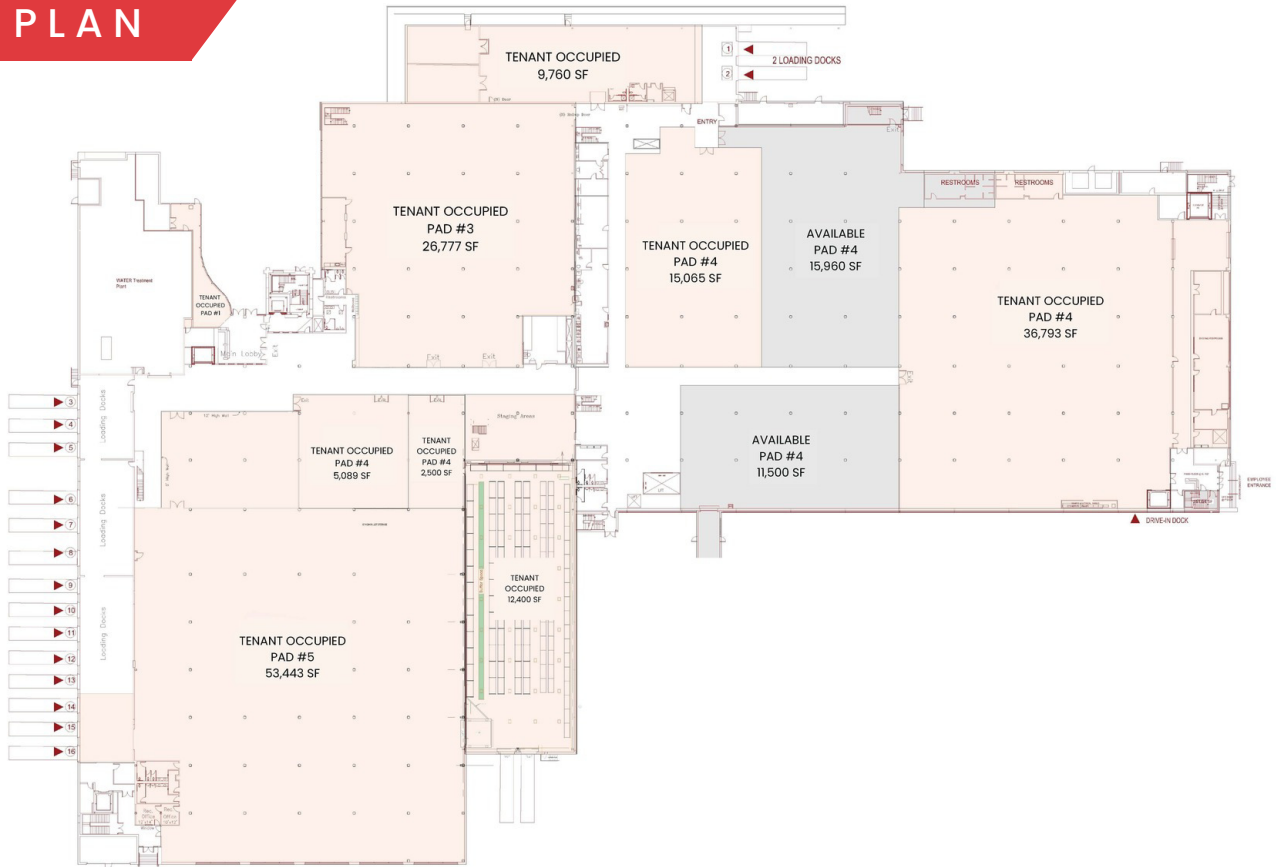 PLAN
TENANT OCCUPIED
9,760 SF
1
2
2 LOADING DOCKS
ENTRY
Exit
TENANT OCCUPIED
PAD #3
26,777 SF
TENANT OCCUPIED
PAD #4
15,065 SF
AVAILABLE
PAD #4
15,960 SF
RESTROOMS
RESTROOMS
TENANT OCCUPIED
PAD #4
36,793 SF
WATER Treatment
Plant
TENANT
OCCUPIED
PAD #1
Main Lobby
Exit
Exit
Exit
3
4
5
Loading Docks
12' High Wall
Exit
TENANT OCCUPIED
PAD #4
5,089 SF
TENANT
OCCUPIED
PAD #4
2,500 SF
Staging Area
AVAILABLE
PAD #4
11,500 SF
EMPLOYEE
ENTRANCE
DRIVE-IN DOCK
6
7
8
Loading Docks
9
10
11
12
13
14
15
16
Loading Docks
TENANT OCCUPIED
PAD #5
53,443 SF
TENANT
OCCUPIED
12,400 SF